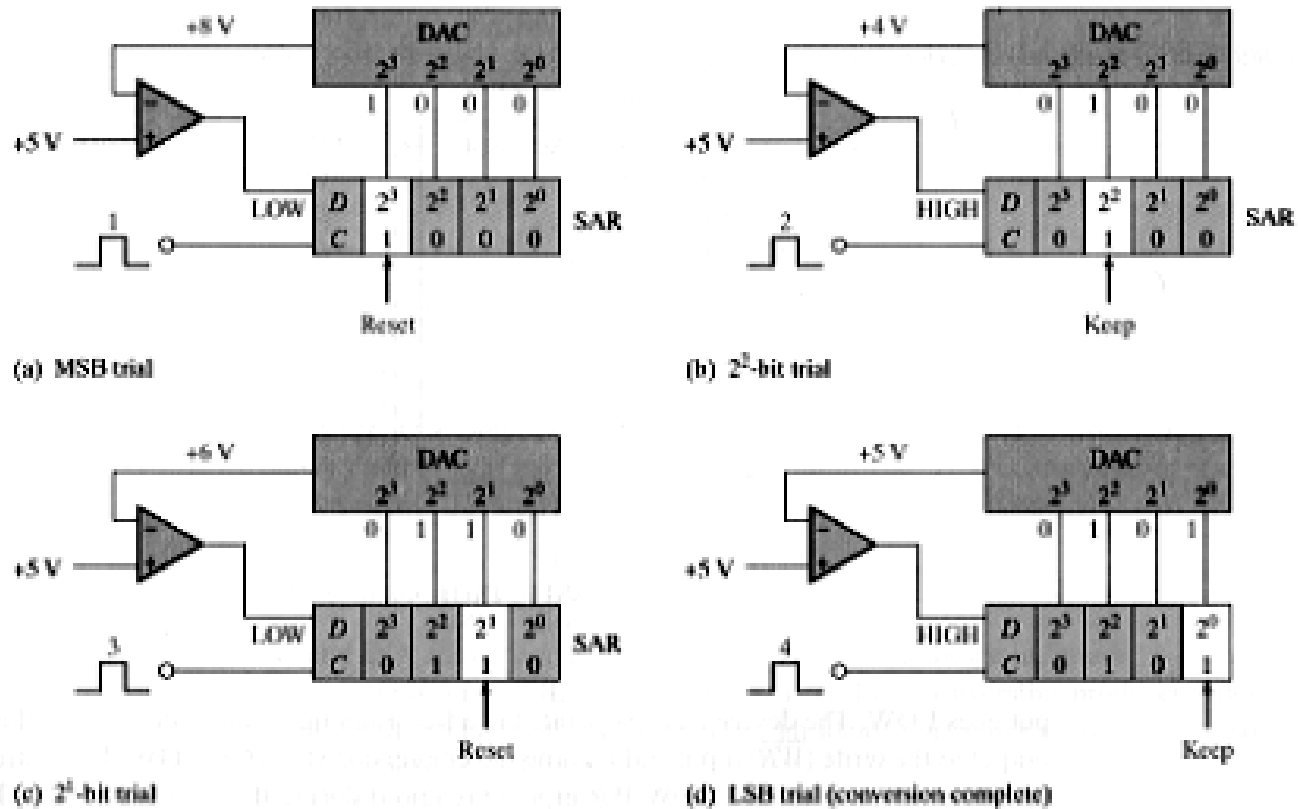 +8 V
DAC
2³ 2² 2¹ 2⁰
1 0 0 0
−
+
+5 V
LOW
D 2³ 2² 2¹ 2⁰
C 1 0 0 0
SAR
1
Reset
(a) MSB trial
+4 V
DAC
2³ 2² 2¹ 2⁰
0 1 0 0
−
+
+5 V
HIGH
D 2³ 2² 2¹ 2⁰
C 0 1 0 0
SAR
2
Keep
(b) 2²-bit trial
+6 V
DAC
2³ 2² 2¹ 2⁰
0 1 1 0
−
+
+5 V
LOW
D 2³ 2² 2¹ 2⁰
C 0 1 1 0
SAR
3
Reset
(c) 2¹-bit trial
+5 V
DAC
2³ 2² 2¹ 2⁰
0 1 0 1
−
+
+5 V
HIGH
D 2³ 2² 2¹ 2⁰
C 0 1 0 1
4
Keep
(d) LSB trial (conversion complete)